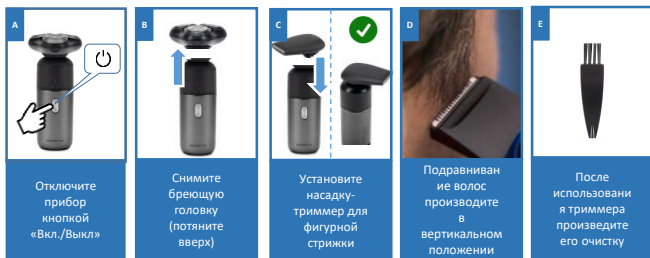 A
Отключите
прибор
кнопкой
«Вкл./Выкл»
B
Снимите
бреющую
головку
(потяните
вверх)
C
Установите
насадку-
триммер для
фигурной
стрижки
D
Подравниван
ие волос
производите
в
вертикальном
положении
E
После
использовани
я триммера
произведите
его очистку